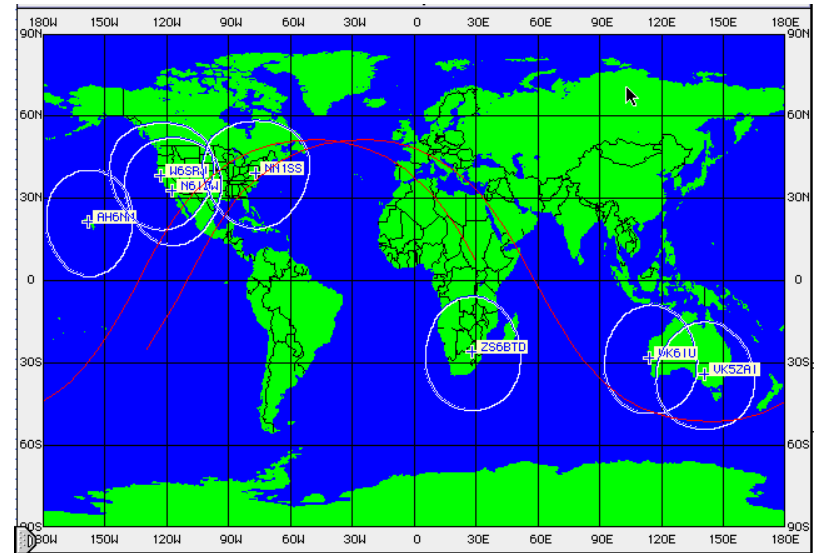 180W 150W 120W 90W 60W 30W 0 30E 60E 90E 120E 150E 180E
90N 90N
60N 60N
W6SRJ NN1SS
30N 30N
AH6NM
0 0
ZS6BTD
VK6IU
30S VK5ZAI 30S
60S 60S
90S 90S
180W 150W 120W 90W 60W 30W 0 30E 60E 90E 120E 150E 180E